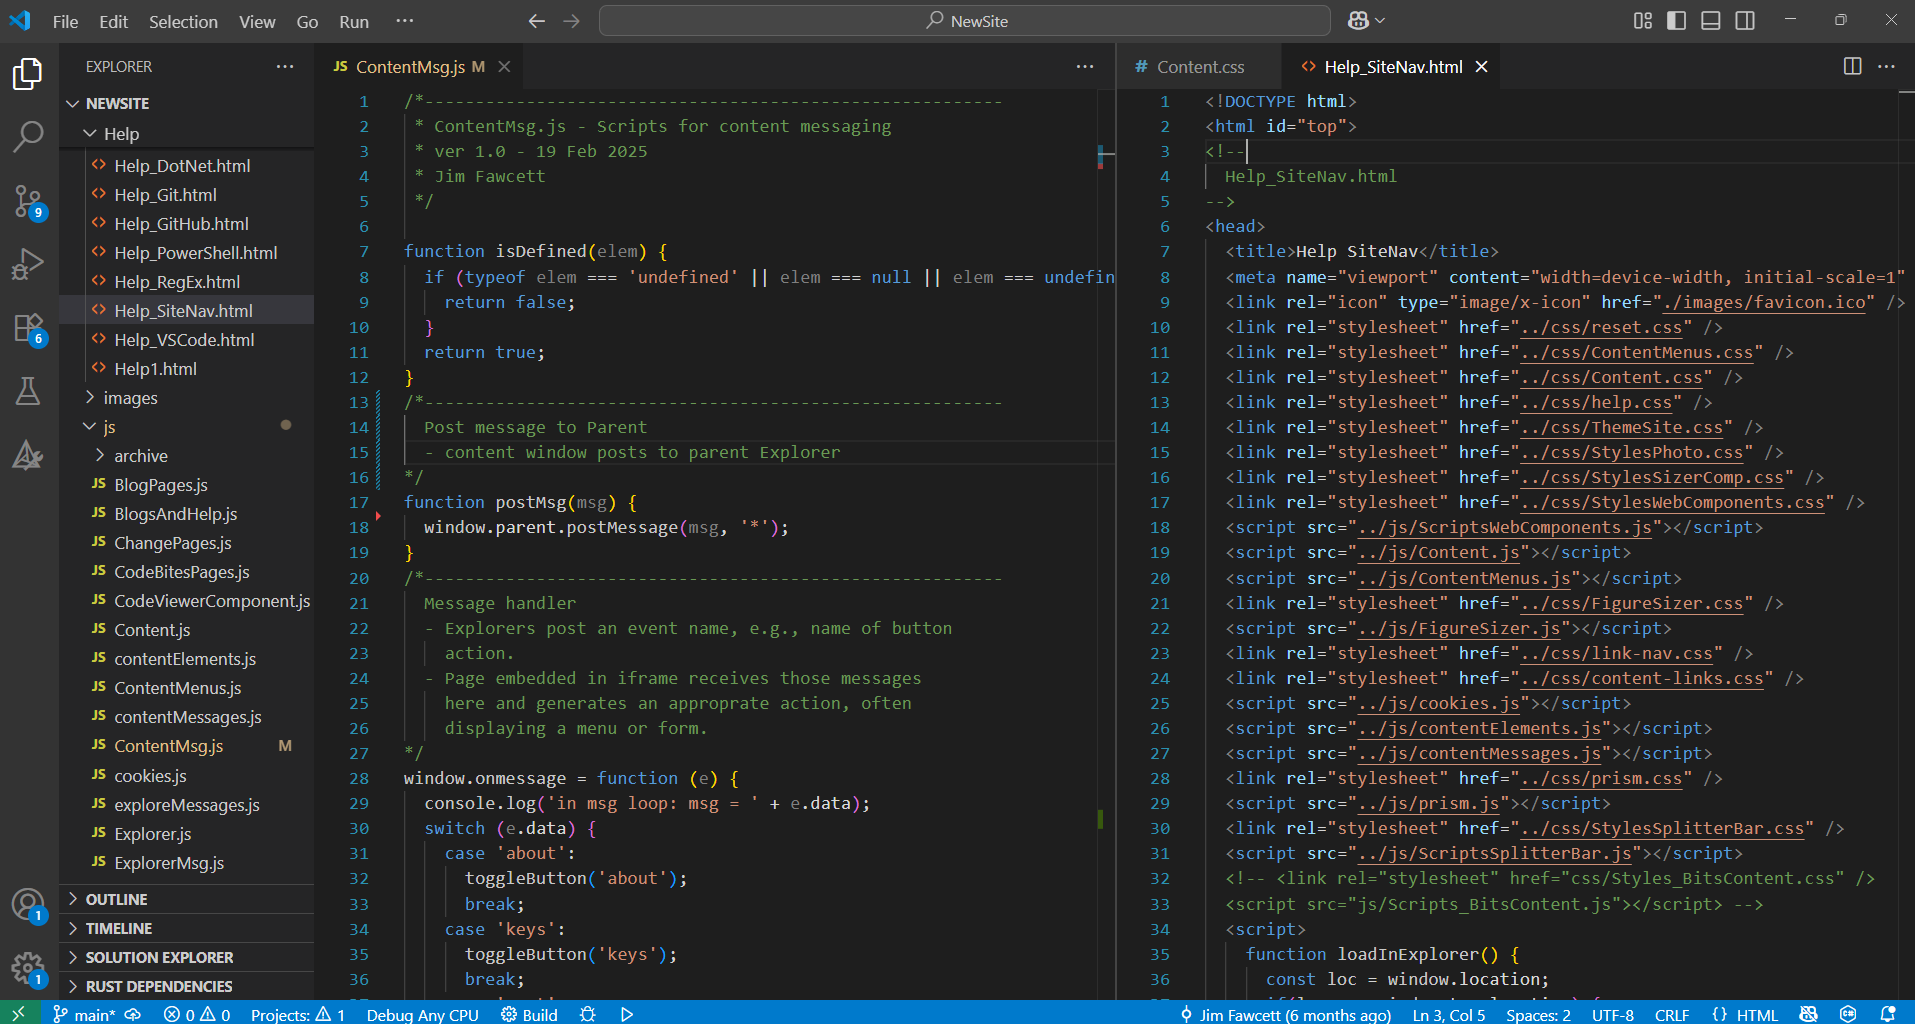 File Edit Selection View Go Run ··· NewSite
EXPLORER ···
NEWSITE
Help
<> Help_DotNet.html
<> Help_Git.html
<> Help_GitHub.html
<> Help_PowerShell.html
<> Help_RegEx.html
<> Help_SiteNav.html
<> Help_VSCode.html
<> Help1.html
images
js
archive
JS BlogPages.js
JS BlogsAndHelp.js
JS ChangePages.js
JS CodeBitesPages.js
JS CodeViewerComponent.js
JS Content.js
JS contentElements.js
JS ContentMenus.js
JS contentMessages.js
JS ContentMsg.js M
JS cookies.js
JS exploreMessages.js
JS Explorer.js
JS ExplorerMsg.js
OUTLINE
TIMELINE
SOLUTION EXPLORER
RUST DEPENDENCIES
9
6
1
1
JS ContentMsg.js M
1 /*---------------------------------------------------------
2 * ContentMsg.js - Scripts for content messaging
3 * ver 1.0 - 19 Feb 2025
4 * Jim Fawcett
5 */
6
7 function isDefined(elem) {
8 if (typeof elem === 'undefined' || elem === null || elem === undefin
9 return false;
10 }
11 return true;
12 }
13 /*---------------------------------------------------------
14 Post message to Parent
15 - content window posts to parent Explorer
16 */
17 function postMsg(msg) {
18 window.parent.postMessage(msg, '*');
19 }
20 /*---------------------------------------------------------
21 Message handler
22 - Explorers post an event name, e.g., name of button
23 action.
24 - Page embedded in iframe receives those messages
25 here and generates an approprate action, often
26 displaying a menu or form.
27 */
28 window.onmessage = function (e) {
29 console.log('in msg loop: msg = ' + e.data);
30 switch (e.data) {
31 case 'about':
32 toggleButton('about');
33 break;
34 case 'keys':
35 toggleButton('keys');
36 break;
# Content.css <> Help_SiteNav.html
1 <!DOCTYPE html>
2 <html id="top">
3 <!--
4 Help_SiteNav.html
5 -->
6 <head>
7 <title>Help SiteNav</title>
8 <meta name="viewport" content="width=device-width, initial-scale=1"
9 <link rel="icon" type="image/x-icon" href="./images/favicon.ico" />
10 <link rel="stylesheet" href="../css/reset.css" />
11 <link rel="stylesheet" href="../css/ContentMenus.css" />
12 <link rel="stylesheet" href="../css/Content.css" />
13 <link rel="stylesheet" href="../css/help.css" />
14 <link rel="stylesheet" href="../css/ThemeSite.css" />
15 <link rel="stylesheet" href="../css/StylesPhoto.css" />
16 <link rel="stylesheet" href="../css/StylesSizerComp.css" />
17 <link rel="stylesheet" href="../css/StylesWebComponents.css" />
18 <script src="../js/ScriptsWebComponents.js"></script>
19 <script src="../js/Content.js"></script>
20 <script src="../js/ContentMenus.js"></script>
21 <link rel="stylesheet" href="../css/FigureSizer.css" />
22 <script src="../js/FigureSizer.js"></script>
23 <link rel="stylesheet" href="../css/link-nav.css" />
24 <link rel="stylesheet" href="../css/content-links.css" />
25 <script src="../js/cookies.js"></script>
26 <script src="../js/contentElements.js"></script>
27 <script src="../js/contentMessages.js"></script>
28 <link rel="stylesheet" href="../css/prism.css" />
29 <script src="../js/prism.js"></script>
30 <link rel="stylesheet" href="../css/StylesSplitterBar.css" />
31 <script src="../js/ScriptsSplitterBar.js"></script>
32 <!-- <link rel="stylesheet" href="css/Styles_BitsContent.css" />
33 <script src="js/Scripts_BitsContent.js"></script> -->
34 <script>
35 function loadInExplorer() {
36 const loc = window.location;
main* 0 0 Projects: 1 Debug Any CPU Build Jim Fawcett (6 months ago) Ln 3, Col 5 Spaces: 2 UTF-8 CRLF {} HTML